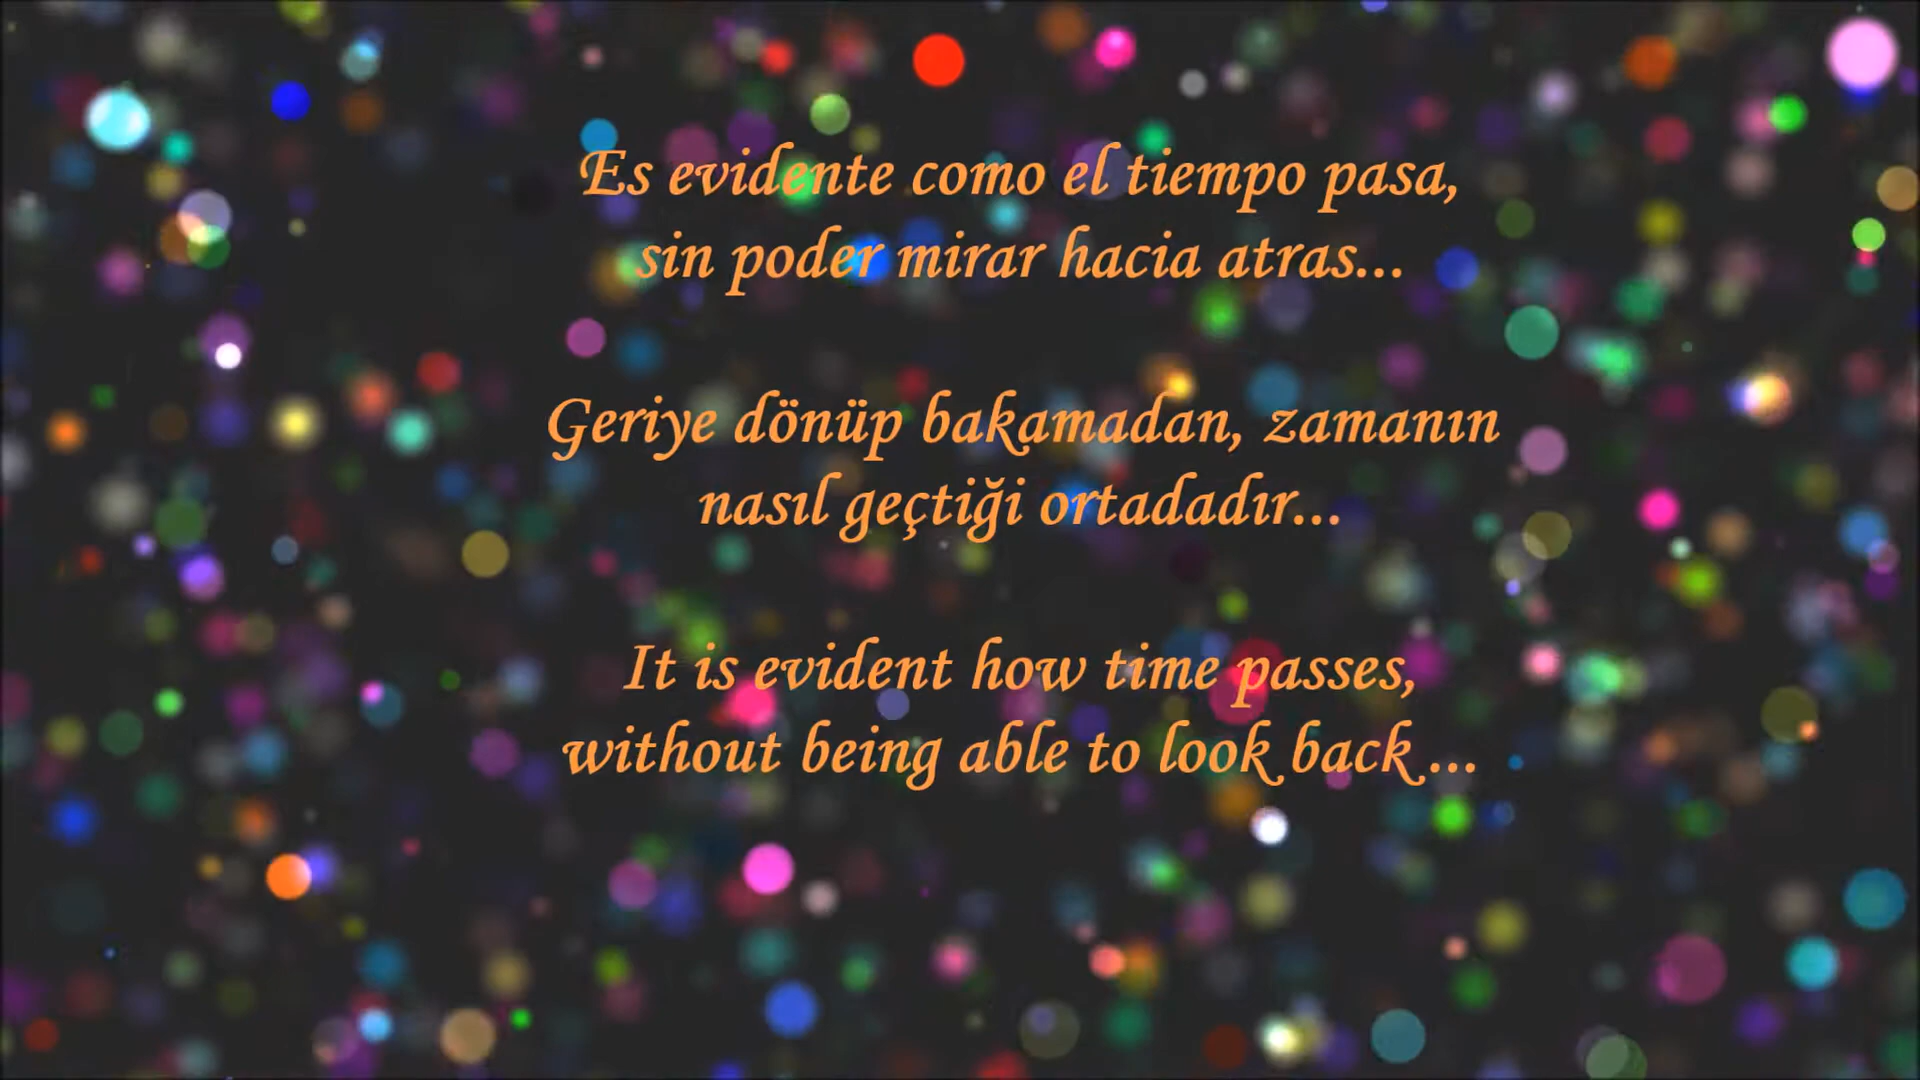 Es evidente como el tiempo pasa,
sin poder mirar hacia atras...
Geriye dönüp bakamadan, zamanın
nasıl geçtiği ortadadır...
It is evident how time passes,
without being able to look back ...